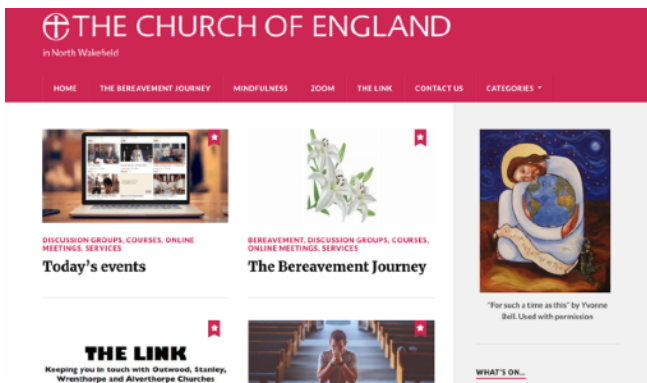 THE CHURCH OF ENGLAND
in North Wakefield
HOME THE BEREAVEMENT JOURNEY MINDFULNESS ZOOM THE LINK CONTACT US CATEGORIES
DISCUSSION GROUPS, COURSES, ONLINE
MEETINGS, SERVICES
Today's events
BEREAVEMENT, DISCUSSION GROUPS, COURSES,
ONLINE MEETINGS, SERVICES
The Bereavement Journey
"For such a time as this" by Yvonne
Bell. Used with permission
THE LINK
Keeping you in touch with Outwood, Stanley,
Wrenthorpe and Alverthorpe Churches
WHAT'S ON...